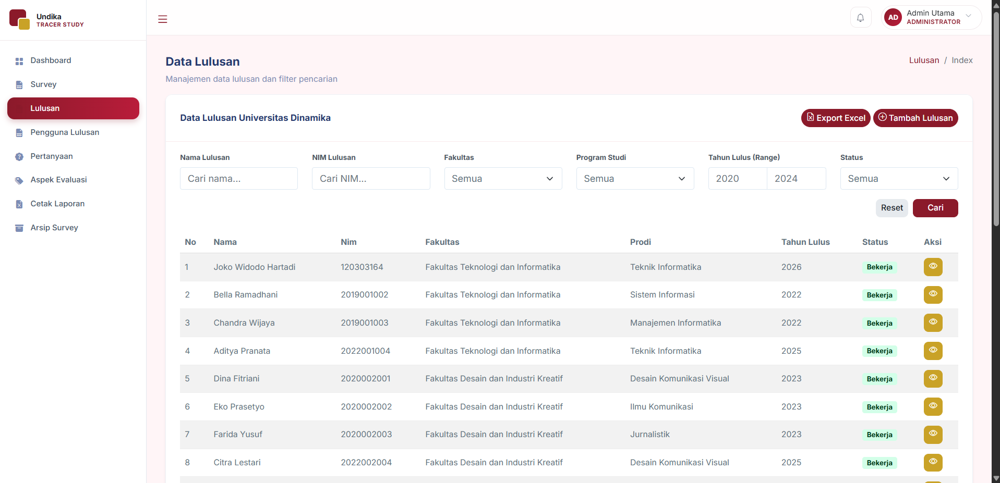 Undika
TRACER STUDY
AD
Admin Utama
ADMINISTRATOR
Dashboard
Survey
Lulusan
Pengguna Lulusan
Pertanyaan
Aspek Evaluasi
Cetak Laporan
Arsip Survey
Data Lulusan
Lulusan / Index
Manajemen data lulusan dan filter pencarian
Data Lulusan Universitas Dinamika
Export Excel
Tambah Lulusan
Nama Lulusan NIM Lulusan Fakultas Program Studi Tahun Lulus (Range) Status
Cari nama... Cari NIM... Semua Semua 2020 2024 Semua
Reset Cari
No Nama Nim Fakultas Prodi Tahun Lulus Status Aksi
1 Joko Widodo Hartadi 120303164 Fakultas Teknologi dan Informatika Teknik Informatika 2026 Bekerja
2 Bella Ramadhani 2019001002 Fakultas Teknologi dan Informatika Sistem Informasi 2022 Bekerja
3 Chandra Wijaya 2019001003 Fakultas Teknologi dan Informatika Manajemen Informatika 2022 Bekerja
4 Aditya Pranata 2022001004 Fakultas Teknologi dan Informatika Teknik Informatika 2025 Bekerja
5 Dina Fitriani 2020002001 Fakultas Desain dan Industri Kreatif Desain Komunikasi Visual 2023 Bekerja
6 Eko Prasetyo 2020002002 Fakultas Desain dan Industri Kreatif Ilmu Komunikasi 2023 Bekerja
7 Farida Yusuf 2020002003 Fakultas Desain dan Industri Kreatif Jurnalistik 2023 Bekerja
8 Citra Lestari 2022002004 Fakultas Desain dan Industri Kreatif Desain Komunikasi Visual 2025 Bekerja